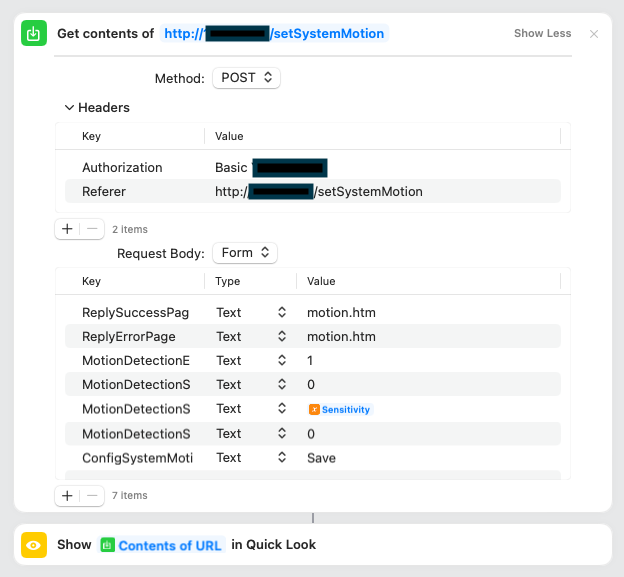 Get contents of http:// /setSystemMotion Show Less
Method: POST
Headers
Key Value
Authorization Basic
Referer http:/ /setSystemMotion
2 items
Request Body: Form
Key Type Value
ReplySuccessPag Text motion.htm
ReplyErrorPage Text motion.htm
MotionDetectionE Text 1
MotionDetectionS Text 0
MotionDetectionS Text Sensitivity
MotionDetectionS Text 0
ConfigSystemMoti Text Save
7 items
Show Contents of URL in Quick Look